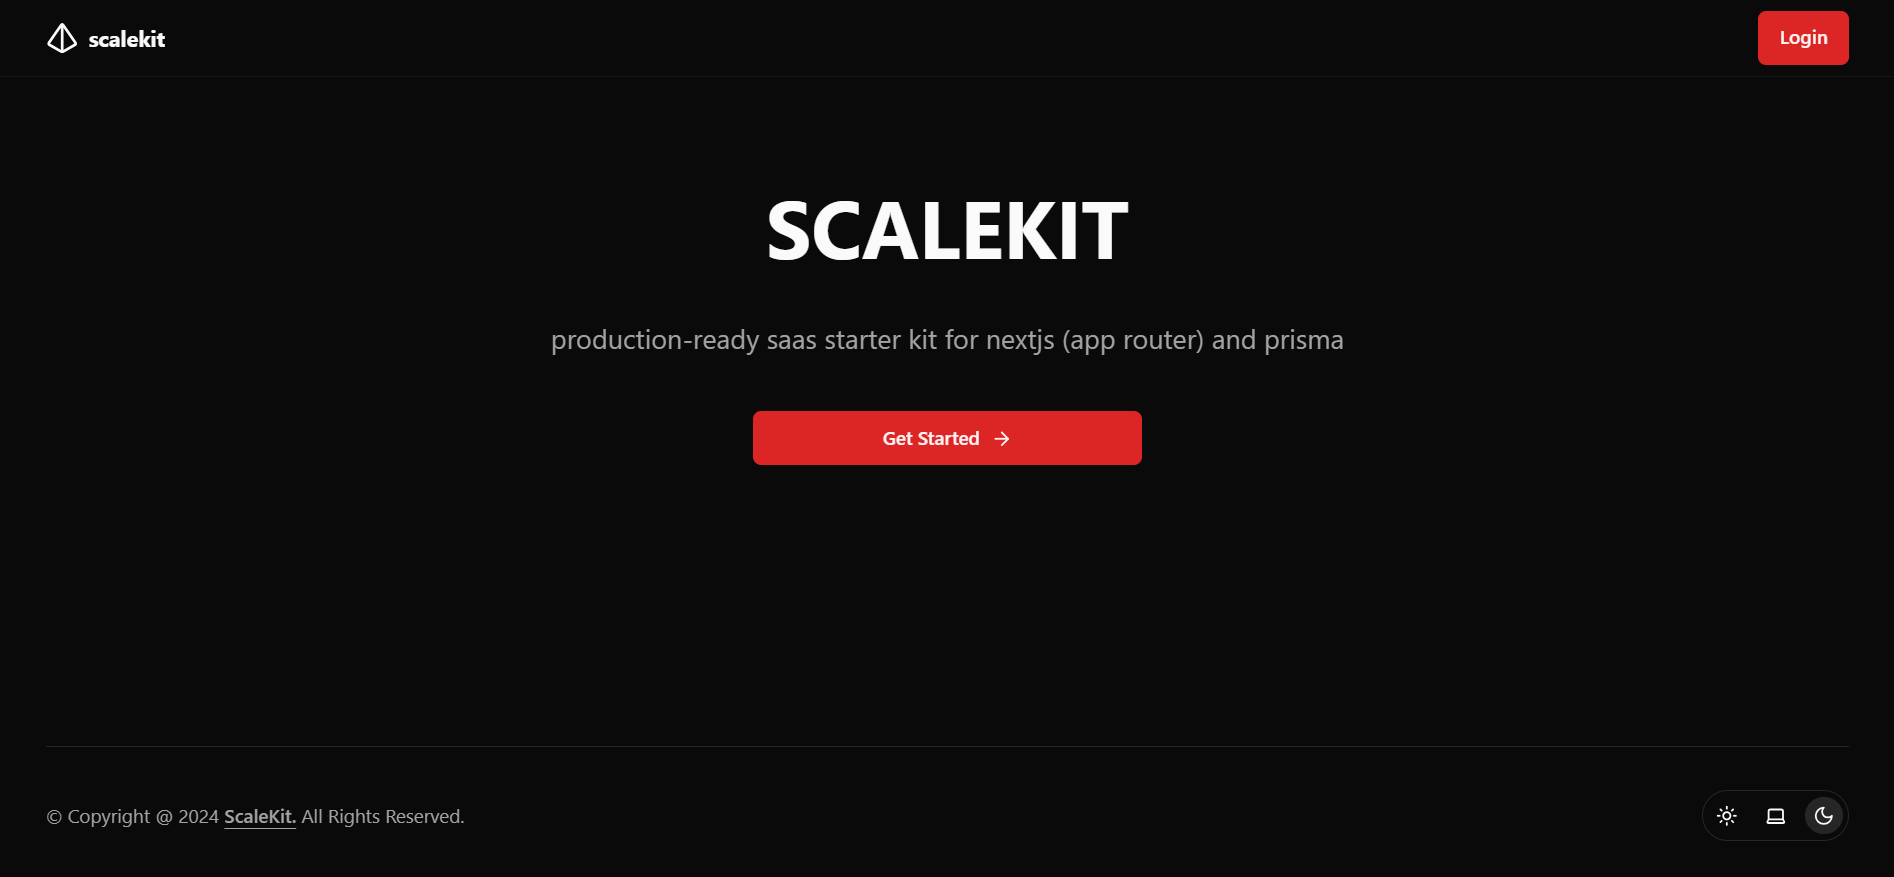 scalekit
Login
SCALEKIT
production-ready saas starter kit for nextjs (app router) and prisma
Get Started
© Copyright @ 2024 ScaleKit. All Rights Reserved.